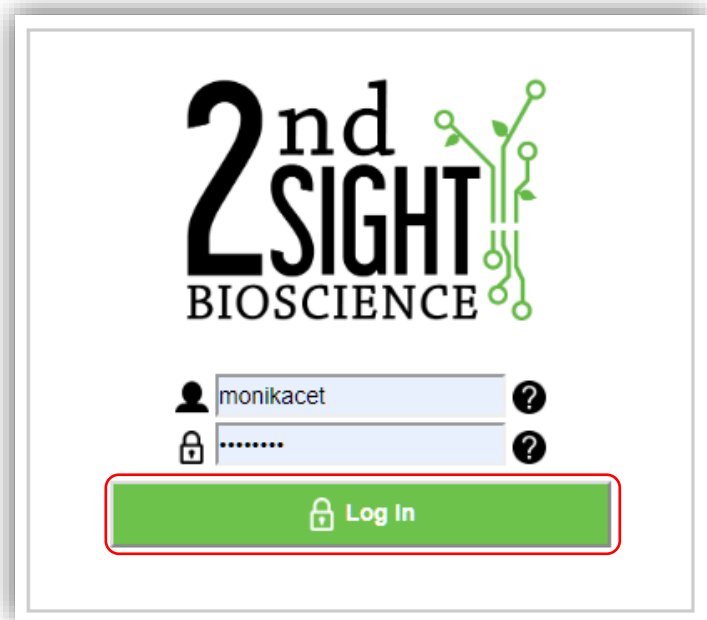 2nd
SIGHT
BIOSCIENCE
monikacet
••••••••
Log In